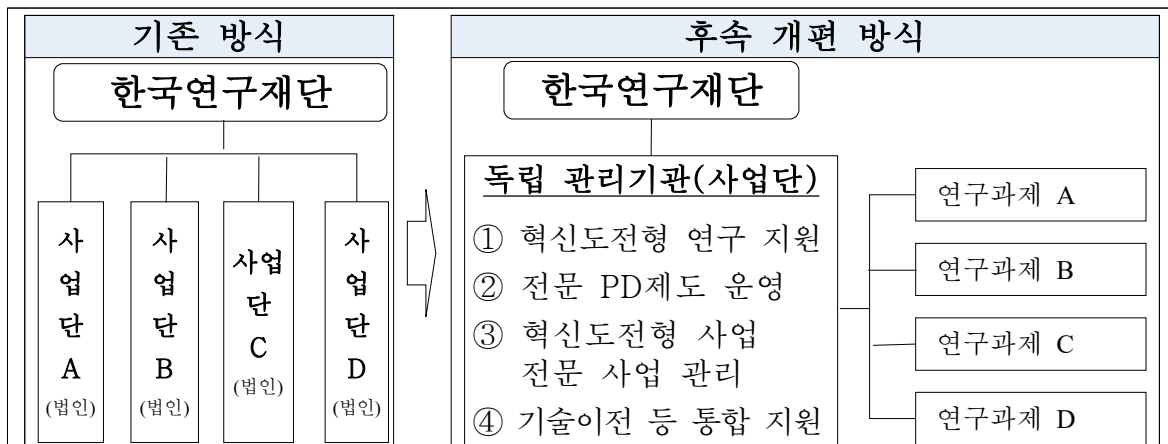 기존 방식
한국연구재단
사업단 A (법인)
사업단 B (법인)
사업단 C (법인)
사업단 D (법인)
후속 개편 방식
한국연구재단
독립 관리기관(사업단)
① 혁신도전형 연구 지원
② 전문 PD제도 운영
③ 혁신도전형 사업
전문 사업 관리
④ 기술이전 등 통합 지원
연구과제 A
연구과제 B
연구과제 C
연구과제 D